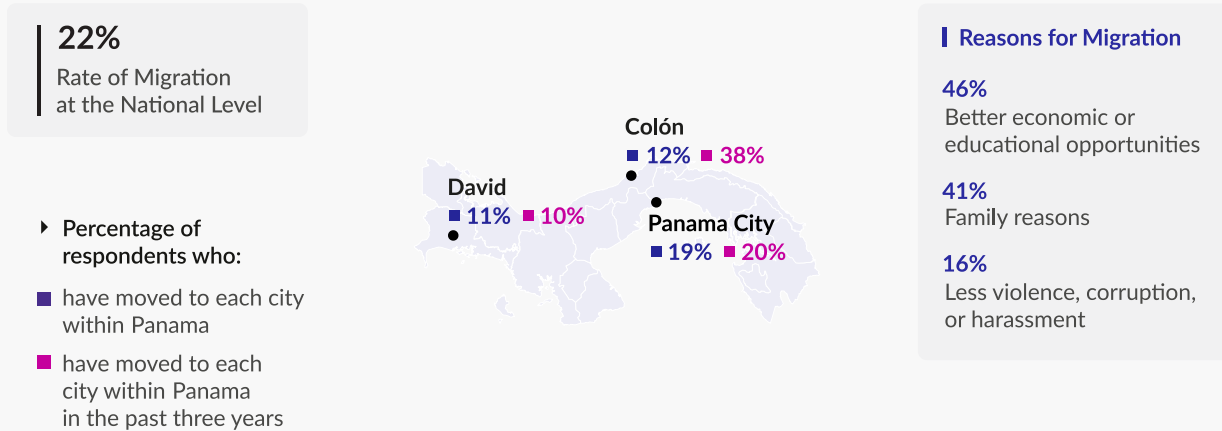 22%
Rate of Migration
at the National Level
▸ Percentage of
respondents who:
have moved to each city
within Panama
have moved to each
city within Panama
in the past three years
Colón
12% 38%
David
11% 10%
Panama City
19% 20%
Reasons for Migration
46%
Better economic or
educational opportunities
41%
Family reasons
16%
Less violence, corruption,
or harassment